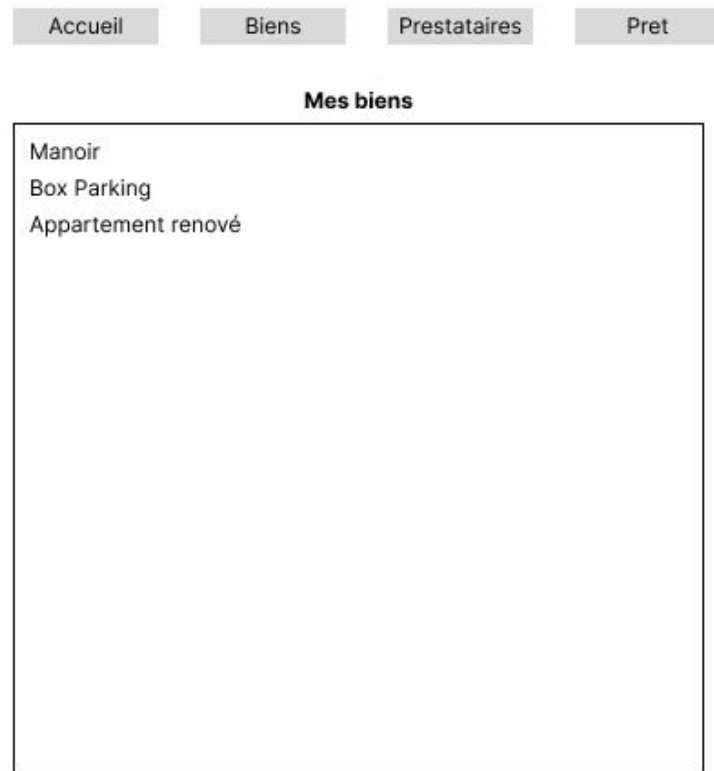 Accueil Biens Prestataires Pret
Mes biens
Manoir
Box Parking
Appartement renové